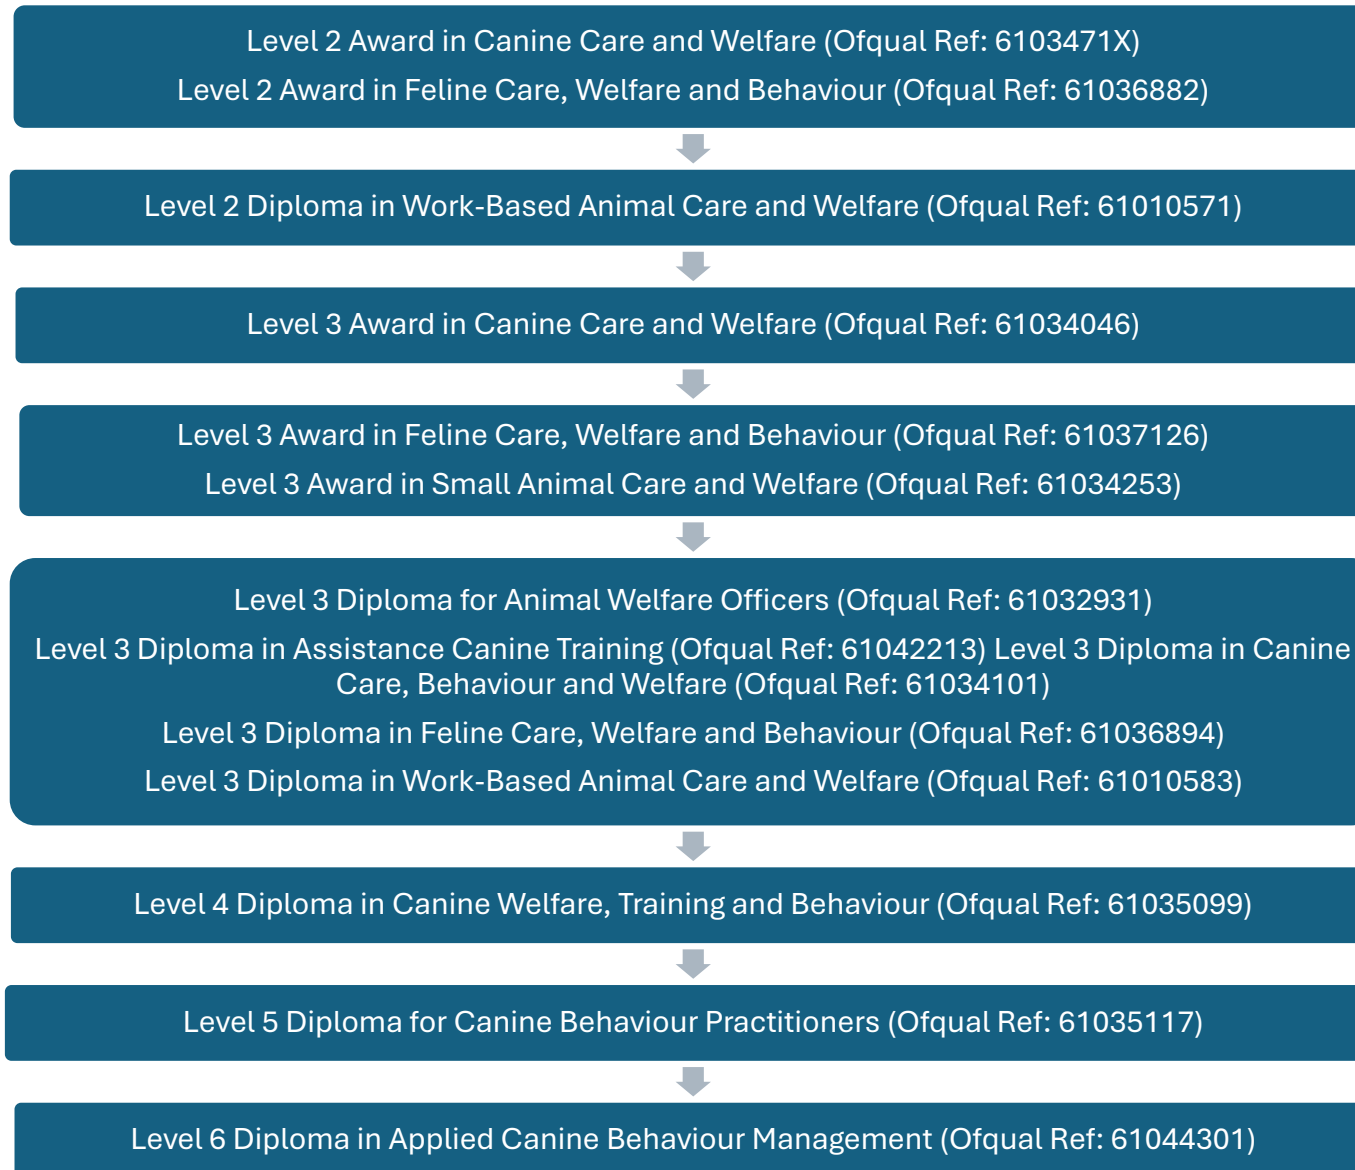 Level 2 Award in Canine Care and Welfare (Ofqual Ref: 6103471X)
Level 2 Award in Feline Care, Welfare and Behaviour (Ofqual Ref: 61036882)
Level 2 Diploma in Work-Based Animal Care and Welfare (Ofqual Ref: 61010571)
Level 3 Award in Canine Care and Welfare (Ofqual Ref: 61034046)
Level 3 Award in Feline Care, Welfare and Behaviour (Ofqual Ref: 61037126)
Level 3 Award in Small Animal Care and Welfare (Ofqual Ref: 61034253)
Level 3 Diploma for Animal Welfare Officers (Ofqual Ref: 61032931)
Level 3 Diploma in Assistance Canine Training (Ofqual Ref: 61042213) Level 3 Diploma in Canine
Care, Behaviour and Welfare (Ofqual Ref: 61034101)
Level 3 Diploma in Feline Care, Welfare and Behaviour (Ofqual Ref: 61036894)
Level 3 Diploma in Work-Based Animal Care and Welfare (Ofqual Ref: 61010583)
Level 4 Diploma in Canine Welfare, Training and Behaviour (Ofqual Ref: 61035099)
Level 5 Diploma for Canine Behaviour Practitioners (Ofqual Ref: 61035117)
Level 6 Diploma in Applied Canine Behaviour Management (Ofqual Ref: 61044301)